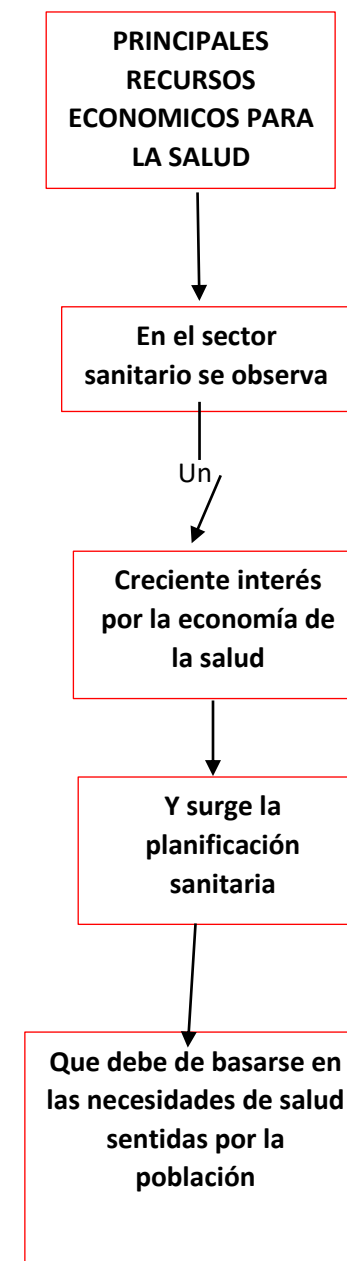 PRINCIPALES
RECURSOS
ECONOMICOS PARA
LA SALUD
En el sector
sanitario se observa
Un
Creciente interés
por la economía de
la salud
Y surge la
planificación
sanitaria
Que debe de basarse en
las necesidades de salud
sentidas por la
población